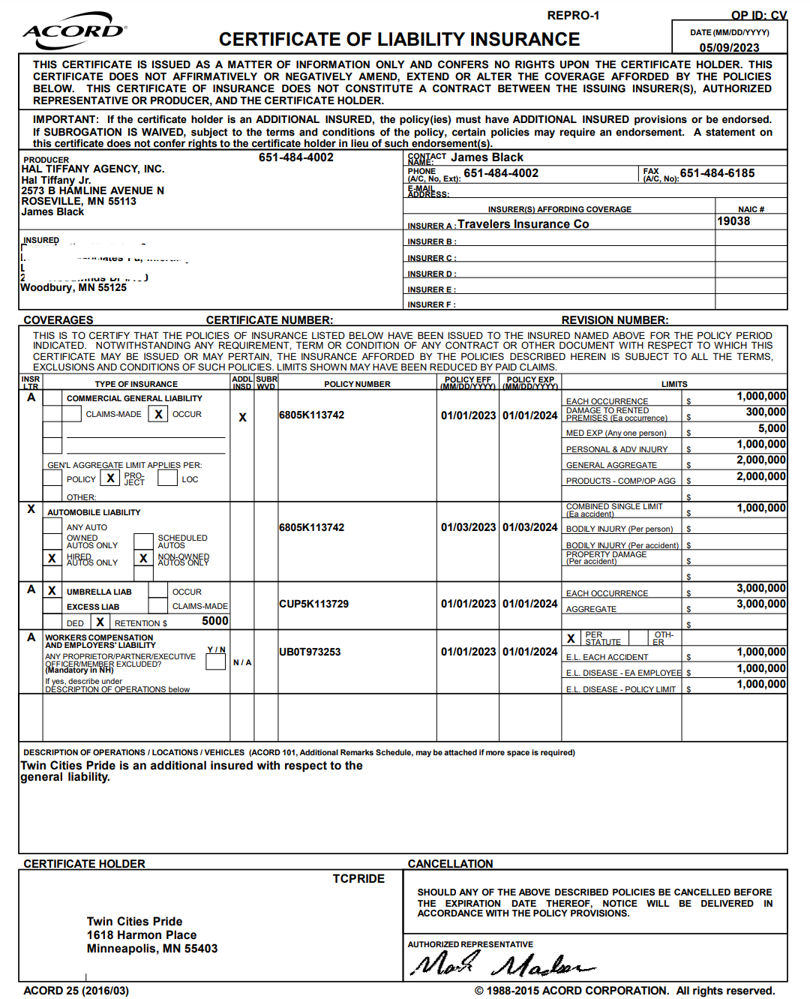 REPRO-1
OP ID: CV
ACORD®
CERTIFICATE OF LIABILITY INSURANCE
DATE (MM/DD/YYYY)
05/09/2023
THIS CERTIFICATE IS ISSUED AS A MATTER OF INFORMATION ONLY AND CONFERS NO RIGHTS UPON THE CERTIFICATE HOLDER. THIS
CERTIFICATE DOES NOT AFFIRMATIVELY OR NEGATIVELY AMEND, EXTEND OR ALTER THE COVERAGE AFFORDED BY THE POLICIES
BELOW. THIS CERTIFICATE OF INSURANCE DOES NOT CONSTITUTE A CONTRACT BETWEEN THE ISSUING INSURER(S), AUTHORIZED
REPRESENTATIVE OR PRODUCER, AND THE CERTIFICATE HOLDER.
IMPORTANT: If the certificate holder is an ADDITIONAL INSURED, the policy(ies) must have ADDITIONAL INSURED provisions or be endorsed.
If SUBROGATION IS WAIVED, subject to the terms and conditions of the policy, certain policies may require an endorsement. A statement on
this certificate does not confer rights to the certificate holder in lieu of such endorsement(s).
PRODUCER 651-484-4002
HAL TIFFANY AGENCY, INC.
Hal Tiffany Jr.
2573 B HAMLINE AVENUE N
ROSEVILLE, MN 55113
James Black
CONTACT NAME: James Black
PHONE (A/C, No, Ext): 651-484-4002
FAX (A/C, No): 651-484-6185
E-MAIL ADDRESS:
INSURER(S) AFFORDING COVERAGE NAIC #
INSURER A : Travelers Insurance Co 19038
INSURED
Woodbury, MN 55125
INSURER B :
INSURER C :
INSURER D :
INSURER E :
INSURER F :
COVERAGES CERTIFICATE NUMBER: REVISION NUMBER:
THIS IS TO CERTIFY THAT THE POLICIES OF INSURANCE LISTED BELOW HAVE BEEN ISSUED TO THE INSURED NAMED ABOVE FOR THE POLICY PERIOD
INDICATED. NOTWITHSTANDING ANY REQUIREMENT, TERM OR CONDITION OF ANY CONTRACT OR OTHER DOCUMENT WITH RESPECT TO WHICH THIS
CERTIFICATE MAY BE ISSUED OR MAY PERTAIN, THE INSURANCE AFFORDED BY THE POLICIES DESCRIBED HEREIN IS SUBJECT TO ALL THE TERMS,
EXCLUSIONS AND CONDITIONS OF SUCH POLICIES. LIMITS SHOWN MAY HAVE BEEN REDUCED BY PAID CLAIMS.
INSR LTR TYPE OF INSURANCE ADDL INSD SUBR WVD POLICY NUMBER POLICY EFF (MM/DD/YYYY) POLICY EXP (MM/DD/YYYY) LIMITS
A COMMERCIAL GENERAL LIABILITY
CLAIMS-MADE X OCCUR
X 6805K113742 01/01/2023 01/01/2024
GEN'L AGGREGATE LIMIT APPLIES PER:
POLICY X PRO-JECT LOC
OTHER:
EACH OCCURRENCE $ 1,000,000
DAMAGE TO RENTED PREMISES (Ea occurrence) $ 300,000
MED EXP (Any one person) $ 5,000
PERSONAL & ADV INJURY $ 1,000,000
GENERAL AGGREGATE $ 2,000,000
PRODUCTS - COMP/OP AGG $ 2,000,000
$
X AUTOMOBILE LIABILITY
ANY AUTO
OWNED AUTOS ONLY SCHEDULED AUTOS
X HIRED AUTOS ONLY X NON-OWNED AUTOS ONLY
6805K113742 01/03/2023 01/03/2024
COMBINED SINGLE LIMIT (Ea accident) $ 1,000,000
BODILY INJURY (Per person) $
BODILY INJURY (Per accident) $
PROPERTY DAMAGE (Per accident) $
$
A X UMBRELLA LIAB OCCUR
EXCESS LIAB CLAIMS-MADE
DED X RETENTION $ 5000
CUP5K113729 01/01/2023 01/01/2024
EACH OCCURRENCE $ 3,000,000
AGGREGATE $ 3,000,000
$
A WORKERS COMPENSATION
AND EMPLOYERS' LIABILITY
Y / N
ANY PROPRIETOR/PARTNER/EXECUTIVE
OFFICER/MEMBER EXCLUDED?
(Mandatory in NH)
If yes, describe under
DESCRIPTION OF OPERATIONS below
N / A
UB0T973253 01/01/2023 01/01/2024
X PER STATUTE OTH-ER
E.L. EACH ACCIDENT $ 1,000,000
E.L. DISEASE - EA EMPLOYEE $ 1,000,000
E.L. DISEASE - POLICY LIMIT $ 1,000,000
DESCRIPTION OF OPERATIONS / LOCATIONS / VEHICLES (ACORD 101, Additional Remarks Schedule, may be attached if more space is required)
Twin Cities Pride is an additional insured with respect to the
general liability.
CERTIFICATE HOLDER
TCPRIDE
Twin Cities Pride
1618 Harmon Place
Minneapolis, MN 55403
CANCELLATION
SHOULD ANY OF THE ABOVE DESCRIBED POLICIES BE CANCELLED BEFORE
THE EXPIRATION DATE THEREOF, NOTICE WILL BE DELIVERED IN
ACCORDANCE WITH THE POLICY PROVISIONS.
AUTHORIZED REPRESENTATIVE
ACORD 25 (2016/03)
© 1988-2015 ACORD CORPORATION. All rights reserved.